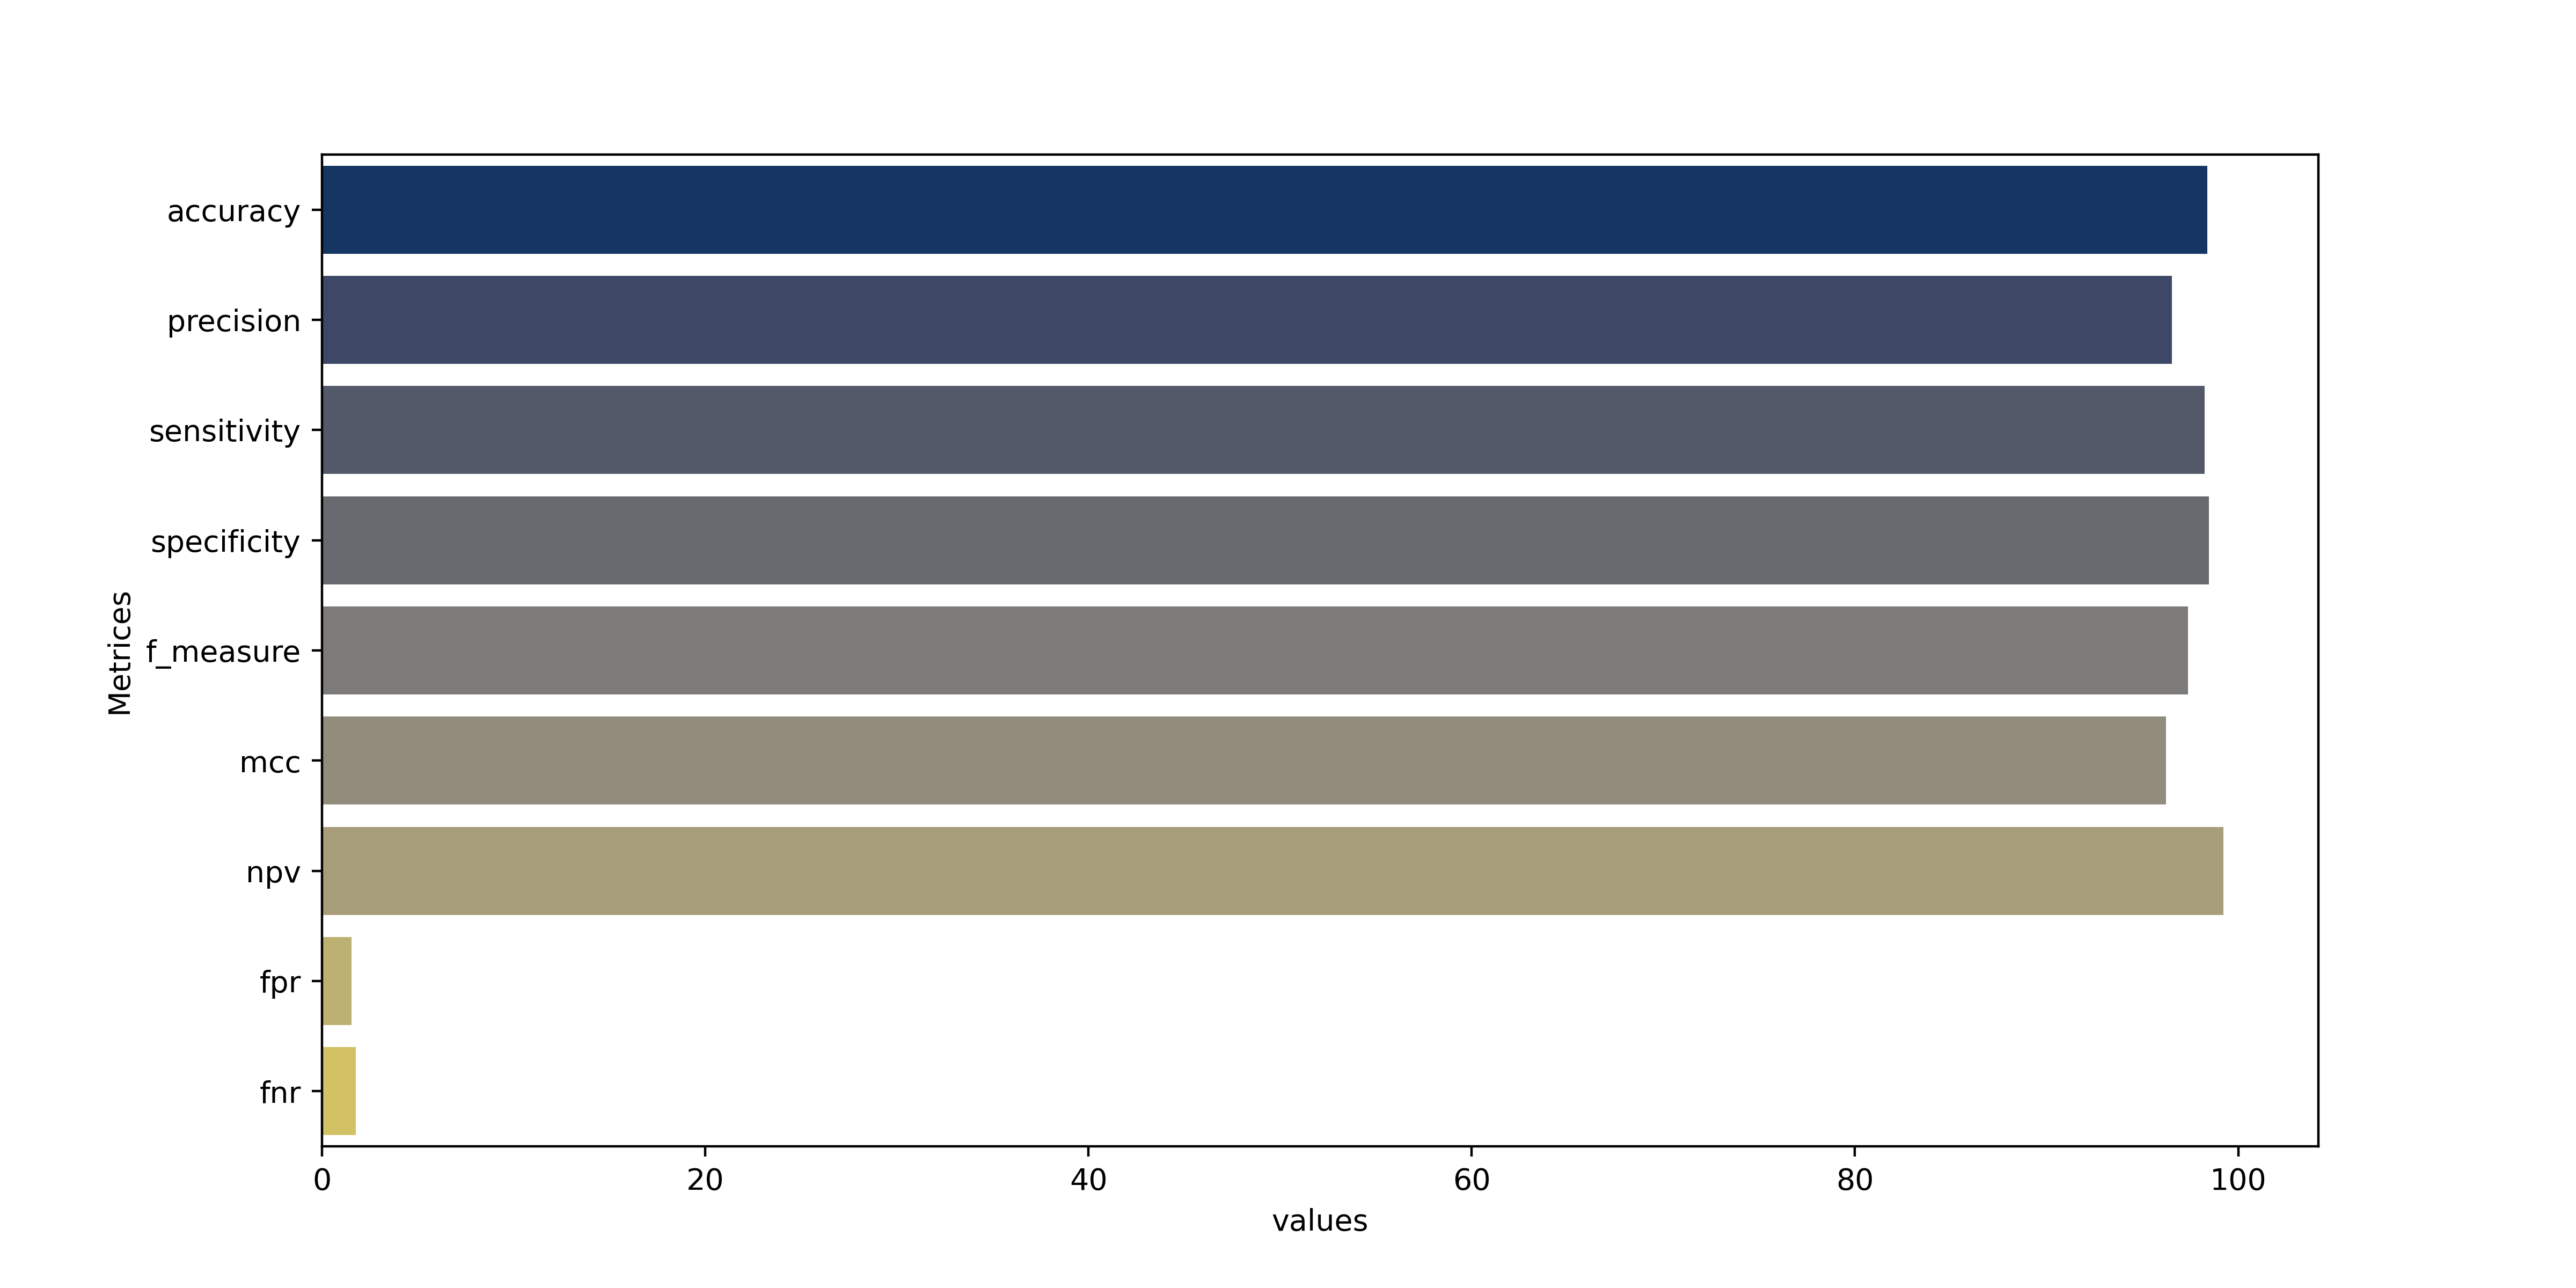 accuracy
precision
sensitivity
specificity
f_measure
mcc
npv
fpr
fnr
Metrices
0 20 40 60 80 100
values